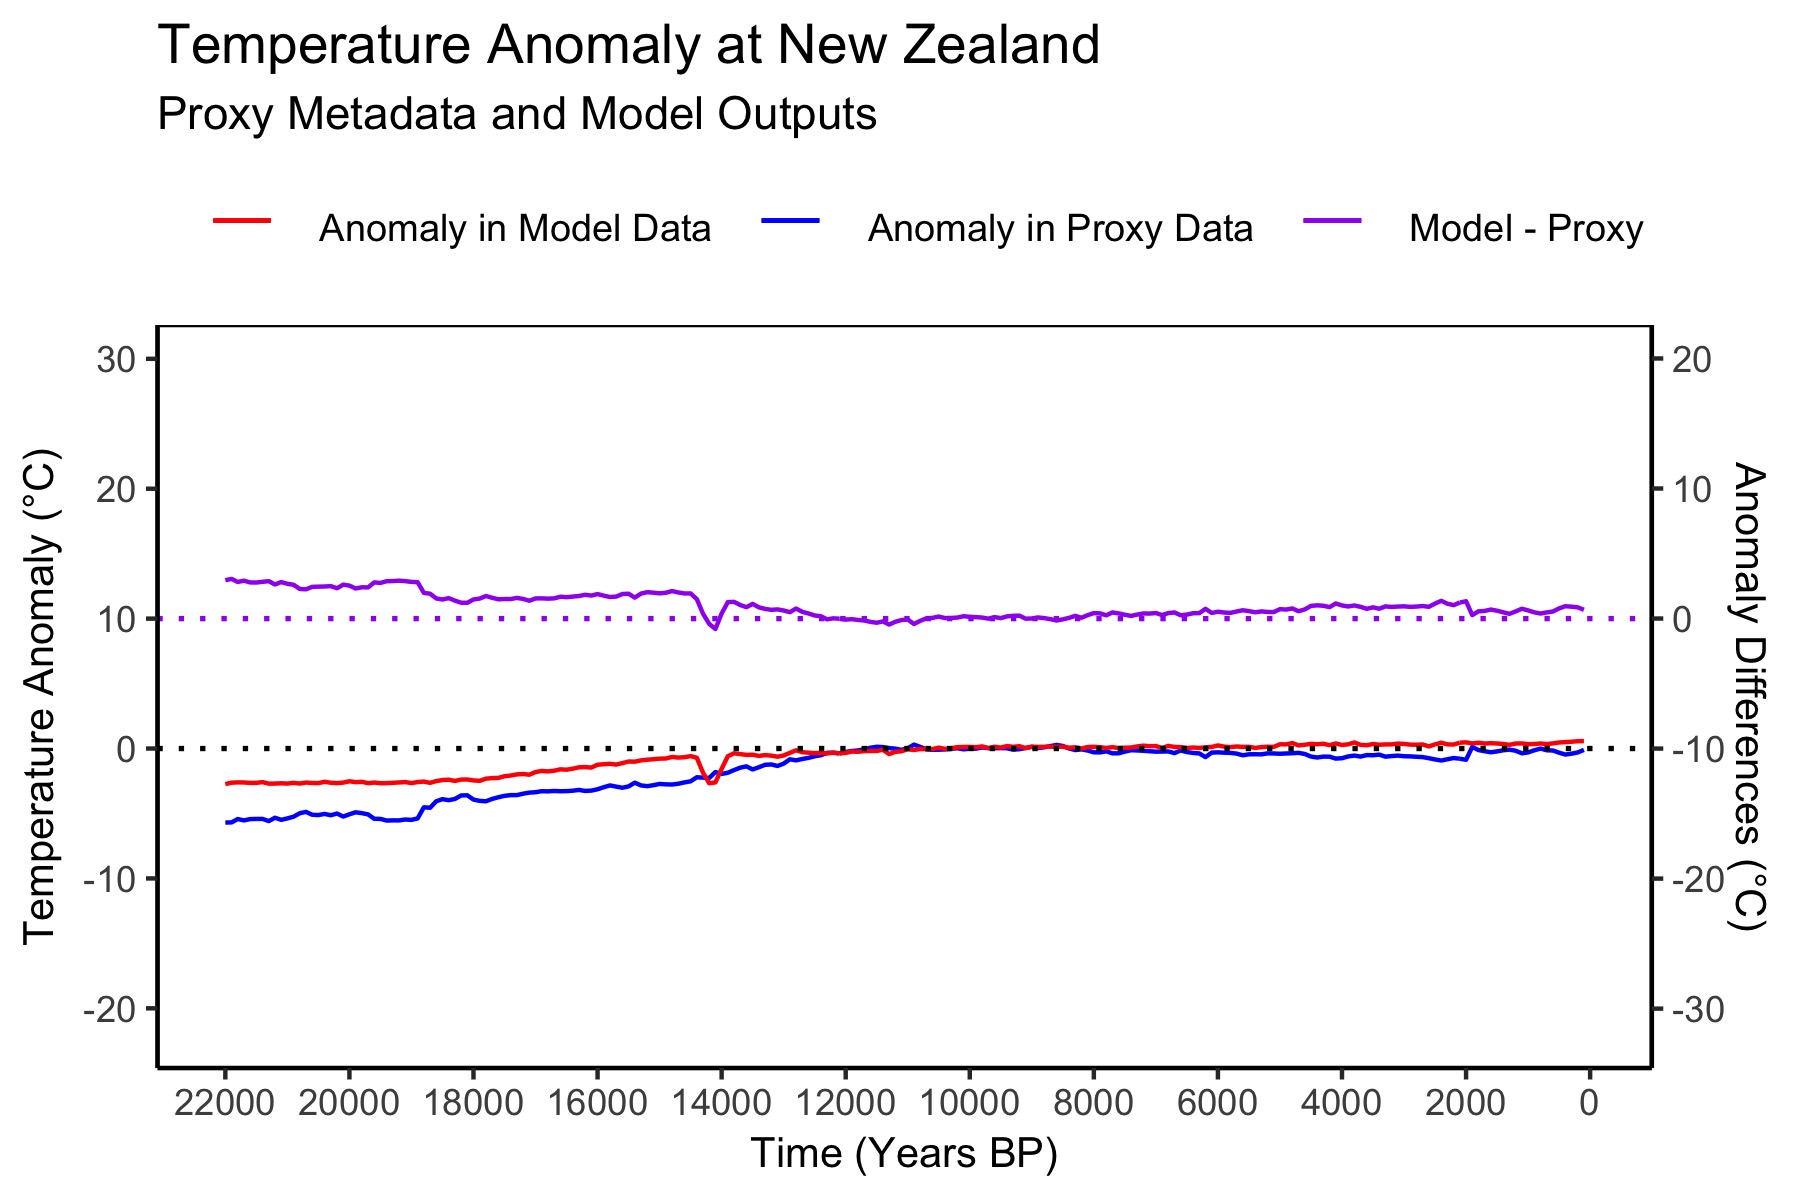 Temperature Anomaly at New Zealand
Proxy Metadata and Model Outputs
Anomaly in Model Data Anomaly in Proxy Data Model - Proxy
Temperature Anomaly (°C)
30
20
10
0
-10
-20
20
10
0
-10
-20
-30
Anomaly Differences (°C)
22000 20000 18000 16000 14000 12000 10000 8000 6000 4000 2000 0
Time (Years BP)